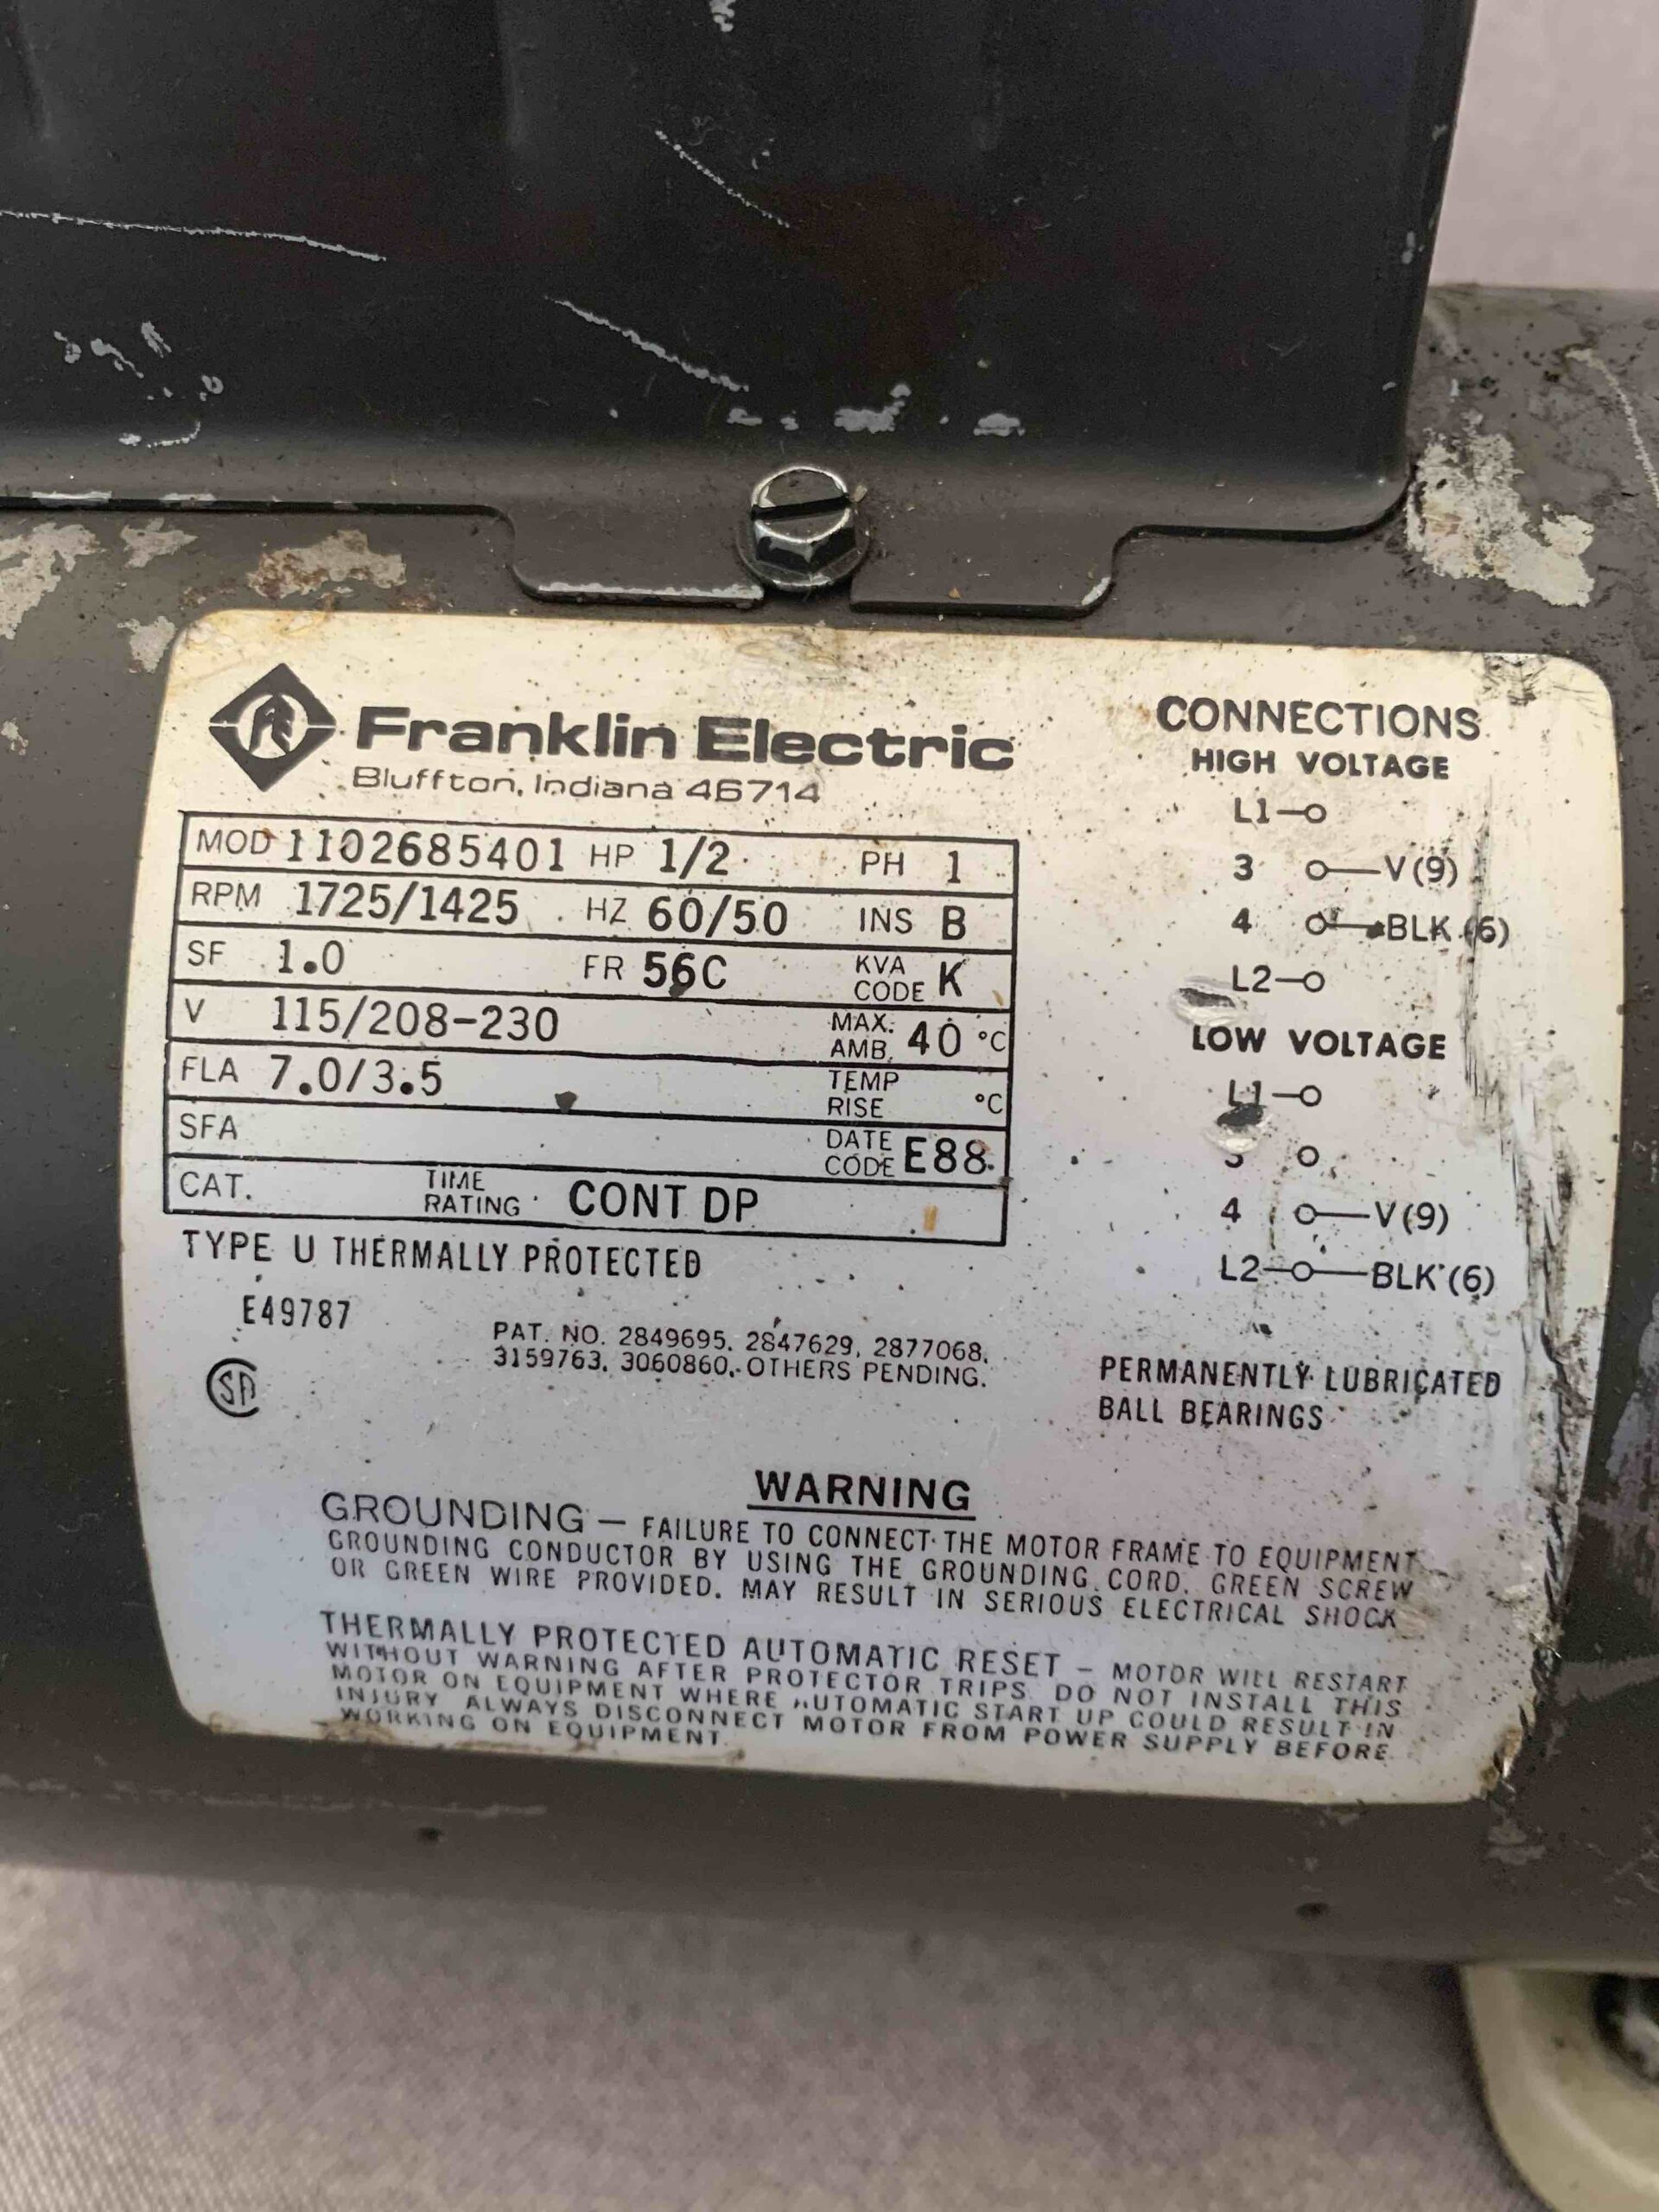 Franklin Electric
Bluffton, Indiana 46714
MOD 1102685401 HP 1/2 PH 1
RPM 1725/1425 HZ 60/50 INS B
SF 1.0 FR 56C KVA CODE K
V 115/208-230 MAX. AMB. 40 °C
FLA 7.0/3.5 TEMP RISE °C
SFA DATE CODE E88
CAT. TIME RATING CONT DP
TYPE U THERMALLY PROTECTED
E49787
SA
PAT. NO. 2849695, 2847629, 2877068,
3159763, 3060860, OTHERS PENDING.
CONNECTIONS
HIGH VOLTAGE
L1
3 V(9)
4 BLK (6)
L2
LOW VOLTAGE
L1
4 V(9)
L2 BLK (6)
PERMANENTLY LUBRICATED
BALL BEARINGS
WARNING
GROUNDING — FAILURE TO CONNECT THE MOTOR FRAME TO EQUIPMENT
GROUNDING CONDUCTOR BY USING THE GROUNDING CORD, GREEN SCREW
OR GREEN WIRE PROVIDED. MAY RESULT IN SERIOUS ELECTRICAL SHOCK
THERMALLY PROTECTED AUTOMATIC RESET — MOTOR WILL RESTART
WITHOUT WARNING AFTER PROTECTOR TRIPS. DO NOT INSTALL THIS
MOTOR ON EQUIPMENT WHERE AUTOMATIC START UP COULD RESULT IN
INJURY ALWAYS DISCONNECT MOTOR FROM POWER SUPPLY BEFORE
WORKING ON EQUIPMENT.